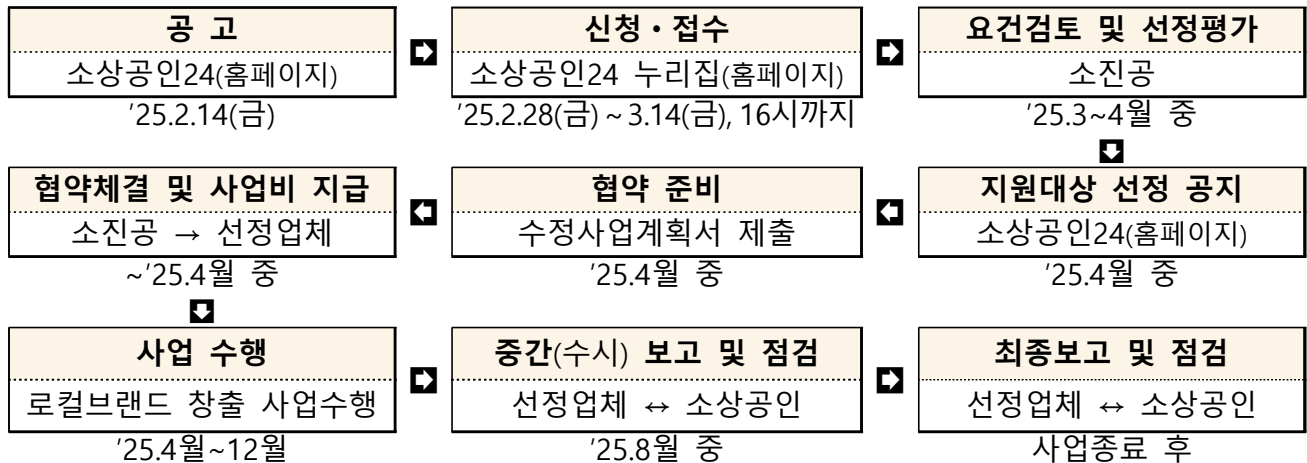 공 고
소상공인24(홈페이지)
'25.2.14(금)
신청・접수
소상공인24 누리집(홈페이지)
'25.2.28(금) ~ 3.14(금), 16시까지
요건검토 및 선정평가
소진공
'25.3~4월 중
지원대상 선정 공지
소상공인24(홈페이지)
'25.4월 중
협약 준비
수정사업계획서 제출
'25.4월 중
협약체결 및 사업비 지급
소진공 → 선정업체
~'25.4월 중
사업 수행
로컬브랜드 창출 사업수행
'25.4월~12월
중간(수시) 보고 및 점검
선정업체 ↔ 소상공인
'25.8월 중
최종보고 및 점검
선정업체 ↔ 소상공인
사업종료 후